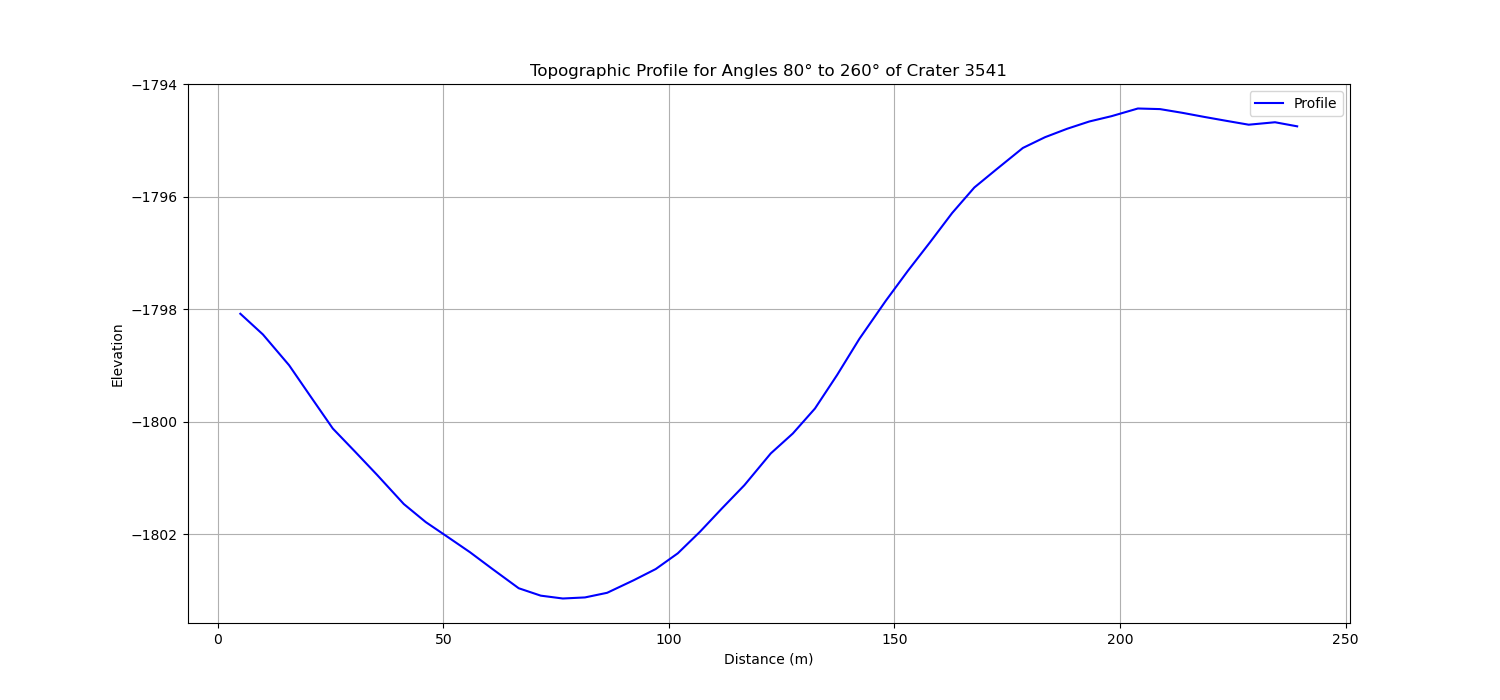 Topographic Profile for Angles 80° to 260° of Crater 3541
Profile
−1794
−1796
−1798
−1800
−1802
Elevation
0 50 100 150 200 250
Distance (m)